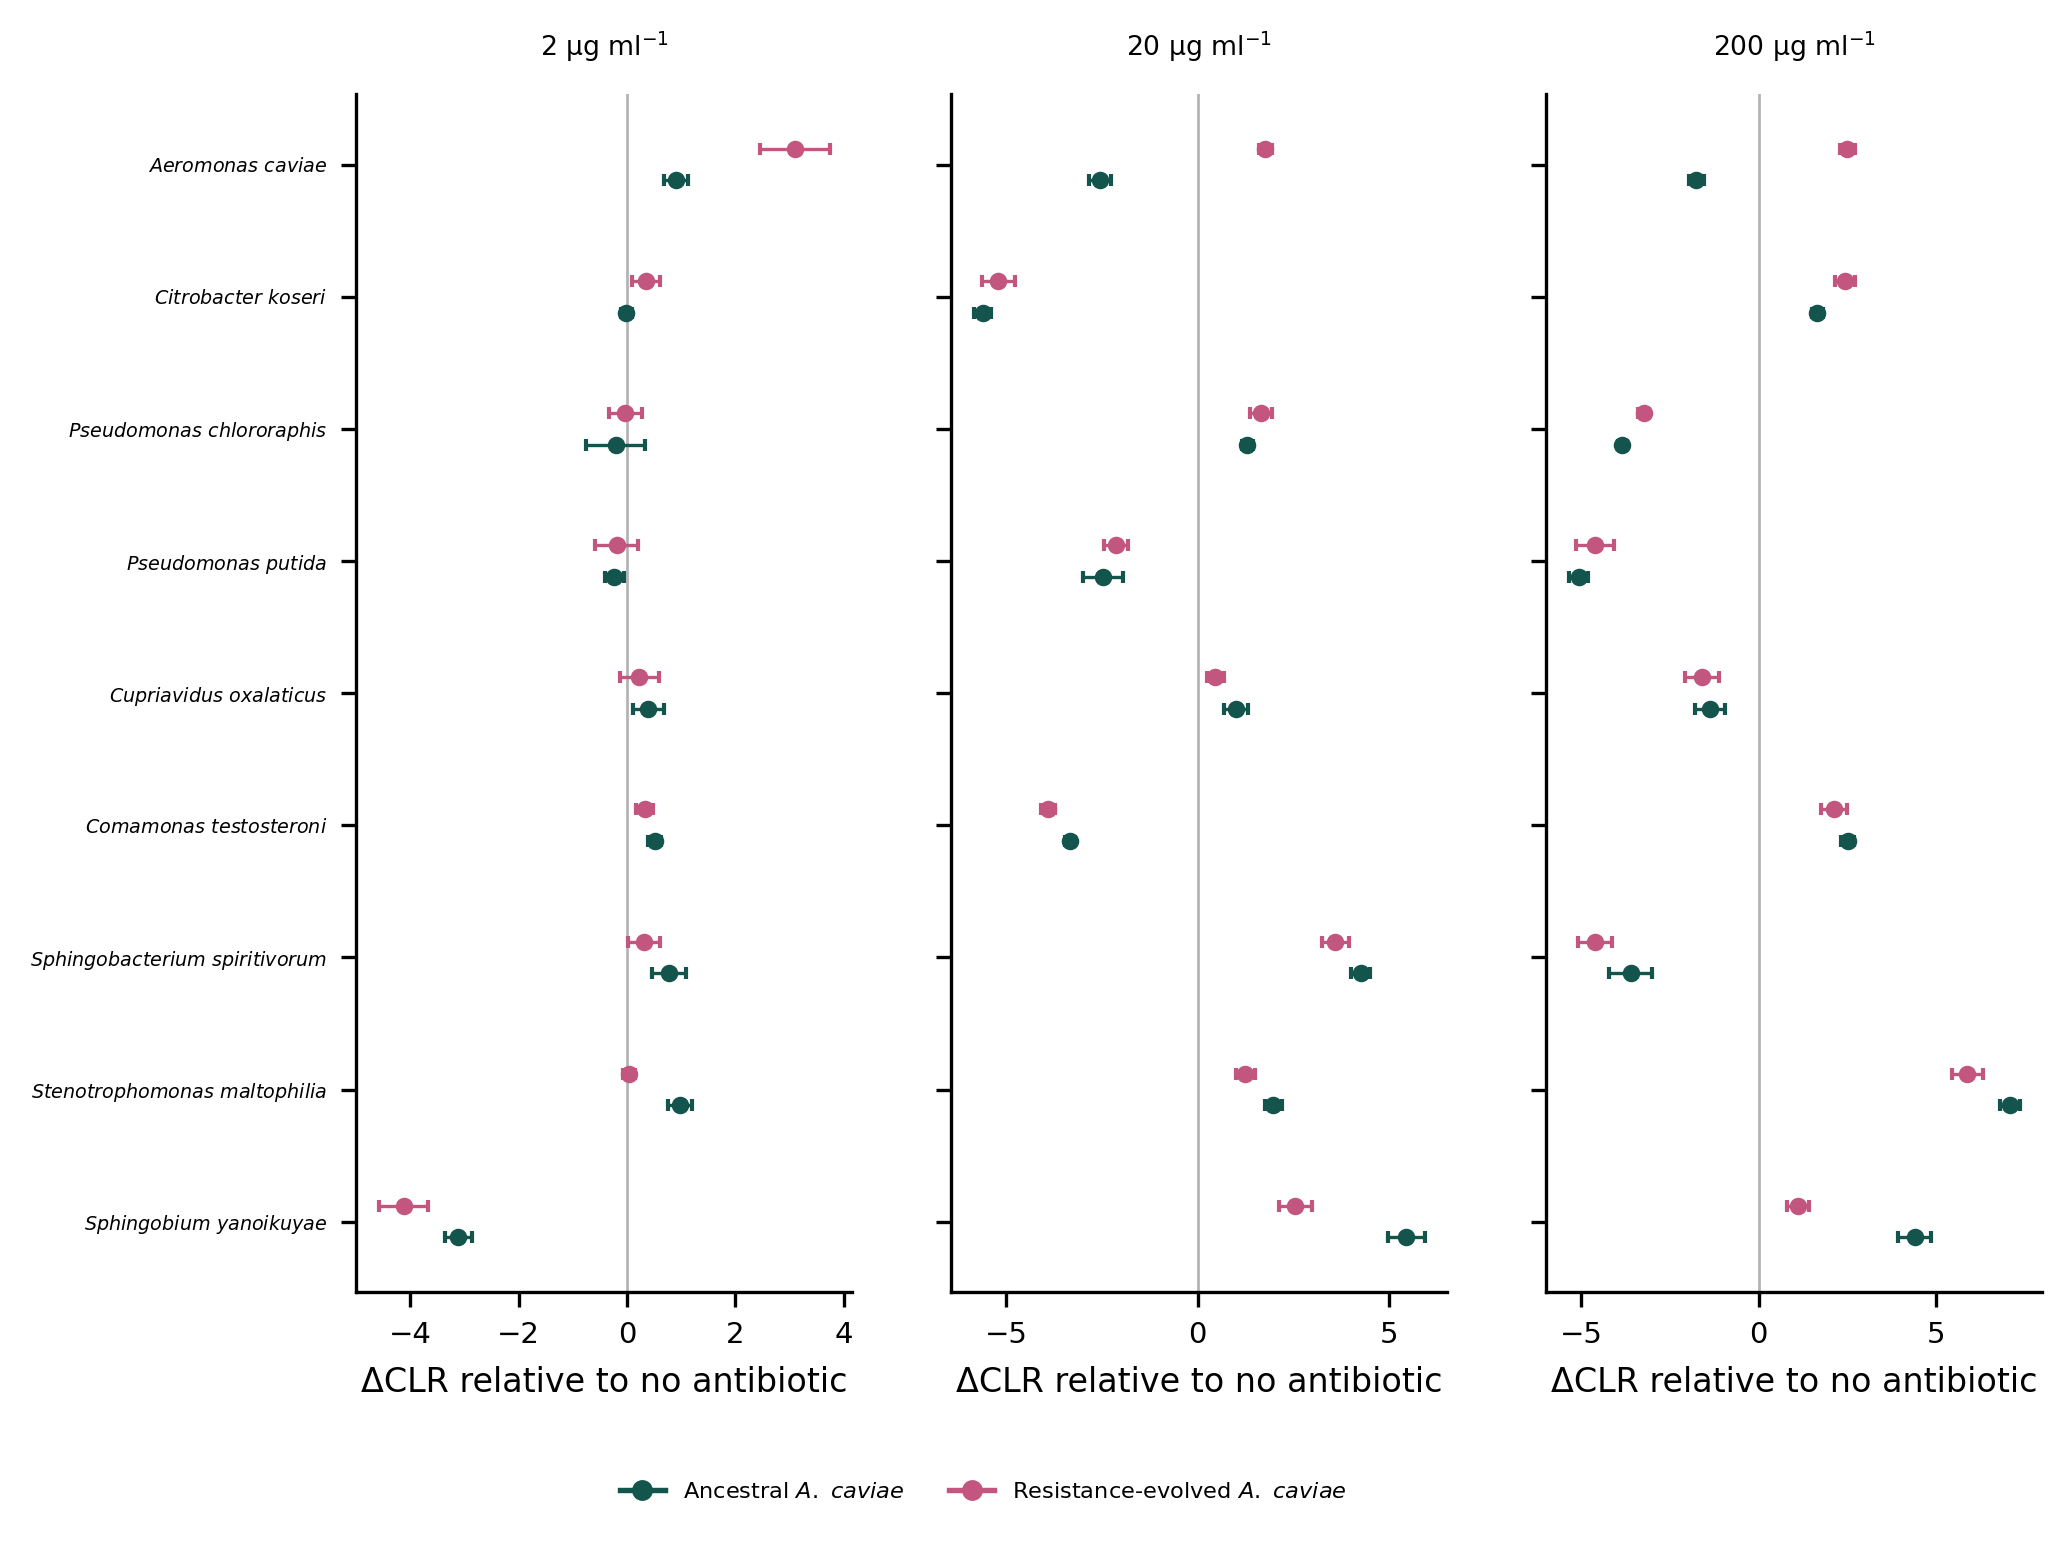 2 µg ml⁻¹ 20 µg ml⁻¹ 200 µg ml⁻¹
Aeromonas caviae
Citrobacter koseri
Pseudomonas chlororaphis
Pseudomonas putida
Cupriavidus oxalaticus
Comamonas testosteroni
Sphingobacterium spiritivorum
Stenotrophomonas maltophilia
Sphingobium yanoikuyae
−4 −2 0 2 4 −5 0 5 −5 0 5
ΔCLR relative to no antibiotic ΔCLR relative to no antibiotic ΔCLR relative to no antibiotic
Ancestral A. caviae Resistance-evolved A. caviae